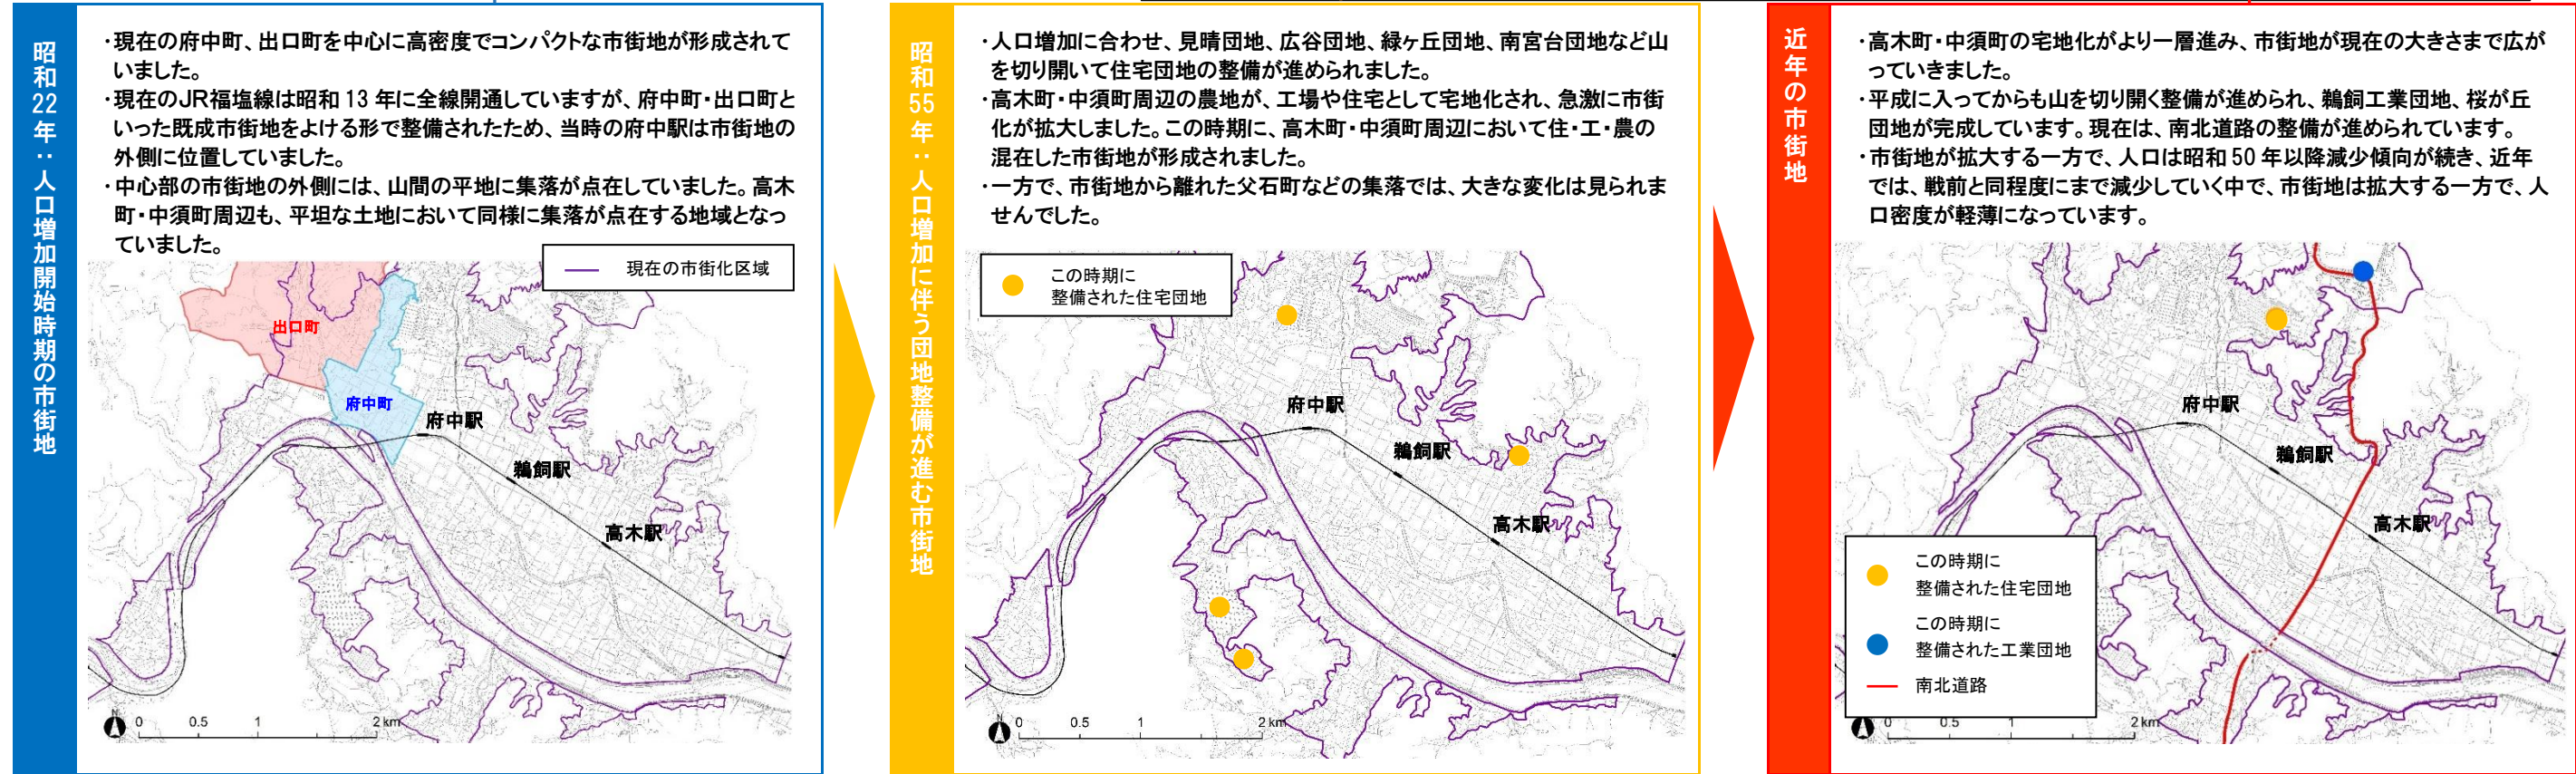 昭和22年：人口増加開始時期の市街地
・現在の府中町、出口町を中心に高密度でコンパクトな市街地が形成されて
いました。
・現在のJR福塩線は昭和13年に全線開通していますが、府中町・出口町と
いった既成市街地をよける形で整備されたため、当時の府中駅は市街地の
外側に位置していました。
・中心部の市街地の外側には、山間の平地に集落が点在していました。高木
町・中須町周辺も、平坦な土地において同様に集落が点在する地域となっ
ていました。
現在の市街化区域
出口町
府中町
府中駅
鵜飼駅
高木駅
N
0 0.5 1 2 km
昭和55年：人口増加に伴う団地整備が進む市街地
・人口増加に合わせ、見晴団地、広谷団地、緑ヶ丘団地、南宮台団地など山
を切り開いて住宅団地の整備が進められました。
・高木町・中須町周辺の農地が、工場や住宅として宅地化され、急激に市街
化が拡大しました。この時期に、高木町・中須町周辺において住・工・農の
混在した市街地が形成されました。
・一方で、市街地から離れた父石町などの集落では、大きな変化は見られま
せんでした。
この時期に
整備された住宅団地
府中駅
鵜飼駅
高木駅
N
0 0.5 1 2 km
近年の市街地
・高木町・中須町の宅地化がより一層進み、市街地が現在の大きさまで広が
っていきました。
・平成に入ってからも山を切り開く整備が進められ、鵜飼工業団地、桜が丘
団地が完成しています。現在は、南北道路の整備が進められています。
・市街地が拡大する一方で、人口は昭和50年以降減少傾向が続き、近年
では、戦前と同程度にまで減少していく中で、市街地は拡大する一方で、人
口密度が軽薄になっています。
府中駅
鵜飼駅
高木駅
この時期に
整備された住宅団地
この時期に
整備された工業団地
南北道路
0 0.5 1 2 km